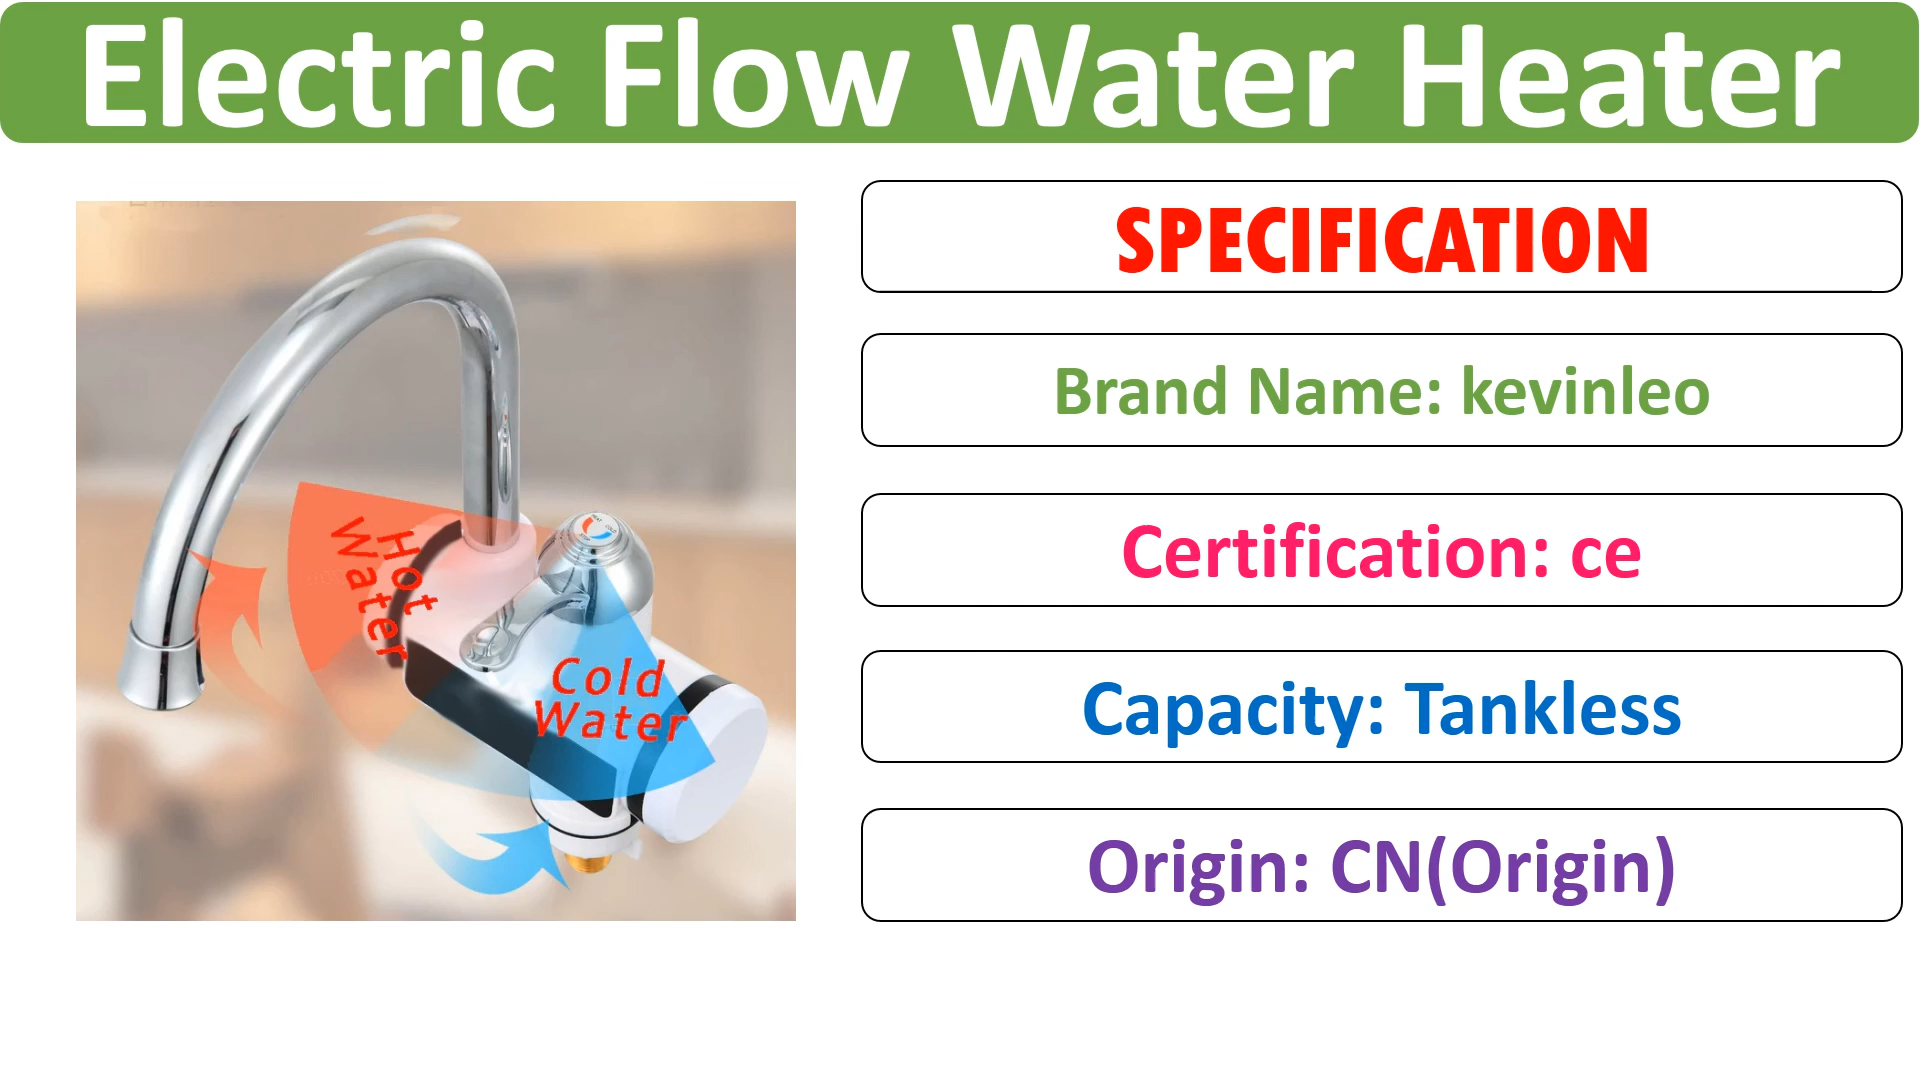 Electric Flow Water Heater
SPECIFICATION
Brand Name: kevinleo
Certification: ce
Capacity: Tankless
Origin: CN(Origin)
Hot
Water
Cold
Water